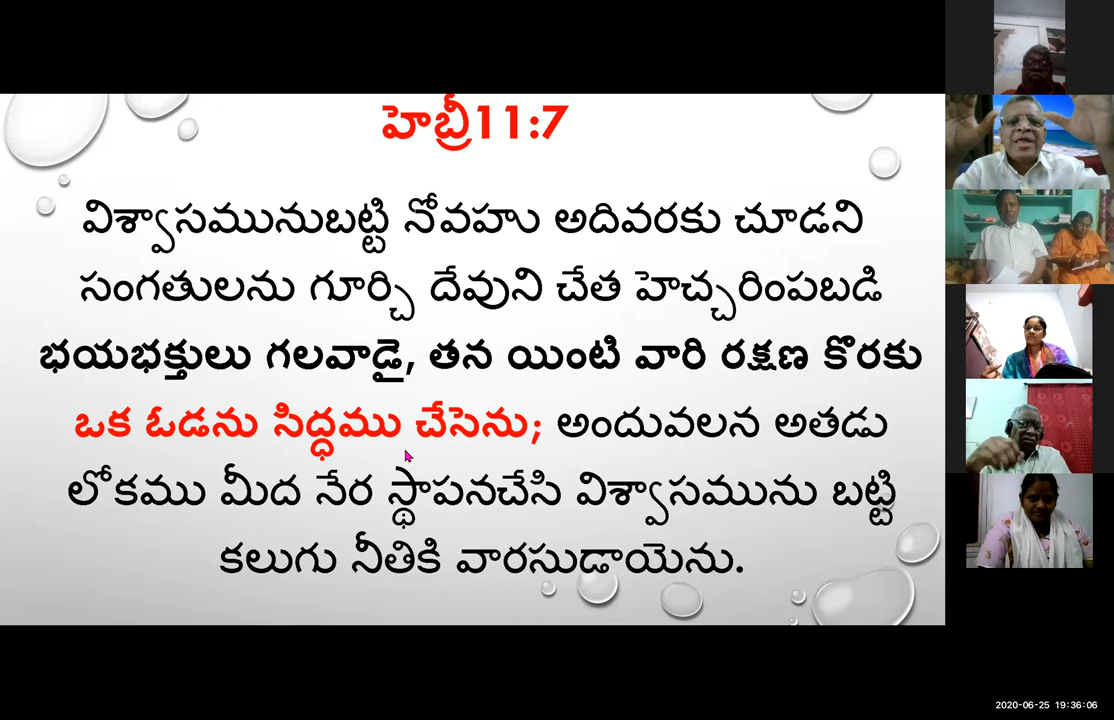 హెబ్రీ11:7
విశ్వాసమునుబట్టి నోవహు అదివరకు చూడని
సంగతులను గూర్చి దేవుని చేత హెచ్చరింపబడి
భయభక్తులు గలవాడై, తన యింటి వారి రక్షణ కొరకు
ఒక ఓడను సిద్ధము చేసెను; అందువలన అతడు
లోకము మీద నేర స్థాపనచేసి విశ్వాసమును బట్టి
కలుగు నీతికి వారసుడాయెను.
2020-06-25 19:36:06